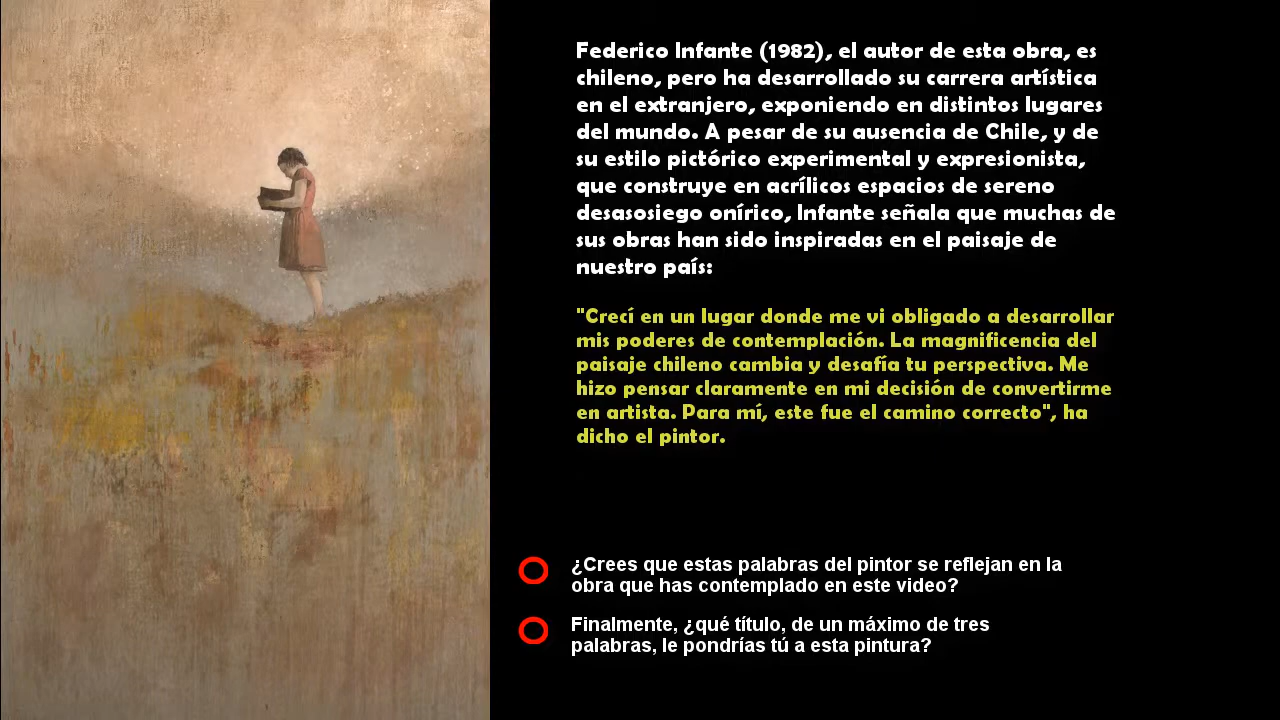 Federico Infante (1982), el autor de esta obra, es
chileno, pero ha desarrollado su carrera artística
en el extranjero, exponiendo en distintos lugares
del mundo. A pesar de su ausencia de Chile, y de
su estilo pictórico experimental y expresionista,
que construye en acrílicos espacios de sereno
desasosiego onírico, Infante señala que muchas de
sus obras han sido inspiradas en el paisaje de
nuestro país:
"Crecí en un lugar donde me vi obligado a desarrollar
mis poderes de contemplación. La magnificencia del
paisaje chileno cambia y desafía tu perspectiva. Me
hizo pensar claramente en mi decisión de convertirme
en artista. Para mí, este fue el camino correcto", ha
dicho el pintor.
¿Crees que estas palabras del pintor se reflejan en la
obra que has contemplado en este video?
Finalmente, ¿qué título, de un máximo de tres
palabras, le pondrías tú a esta pintura?